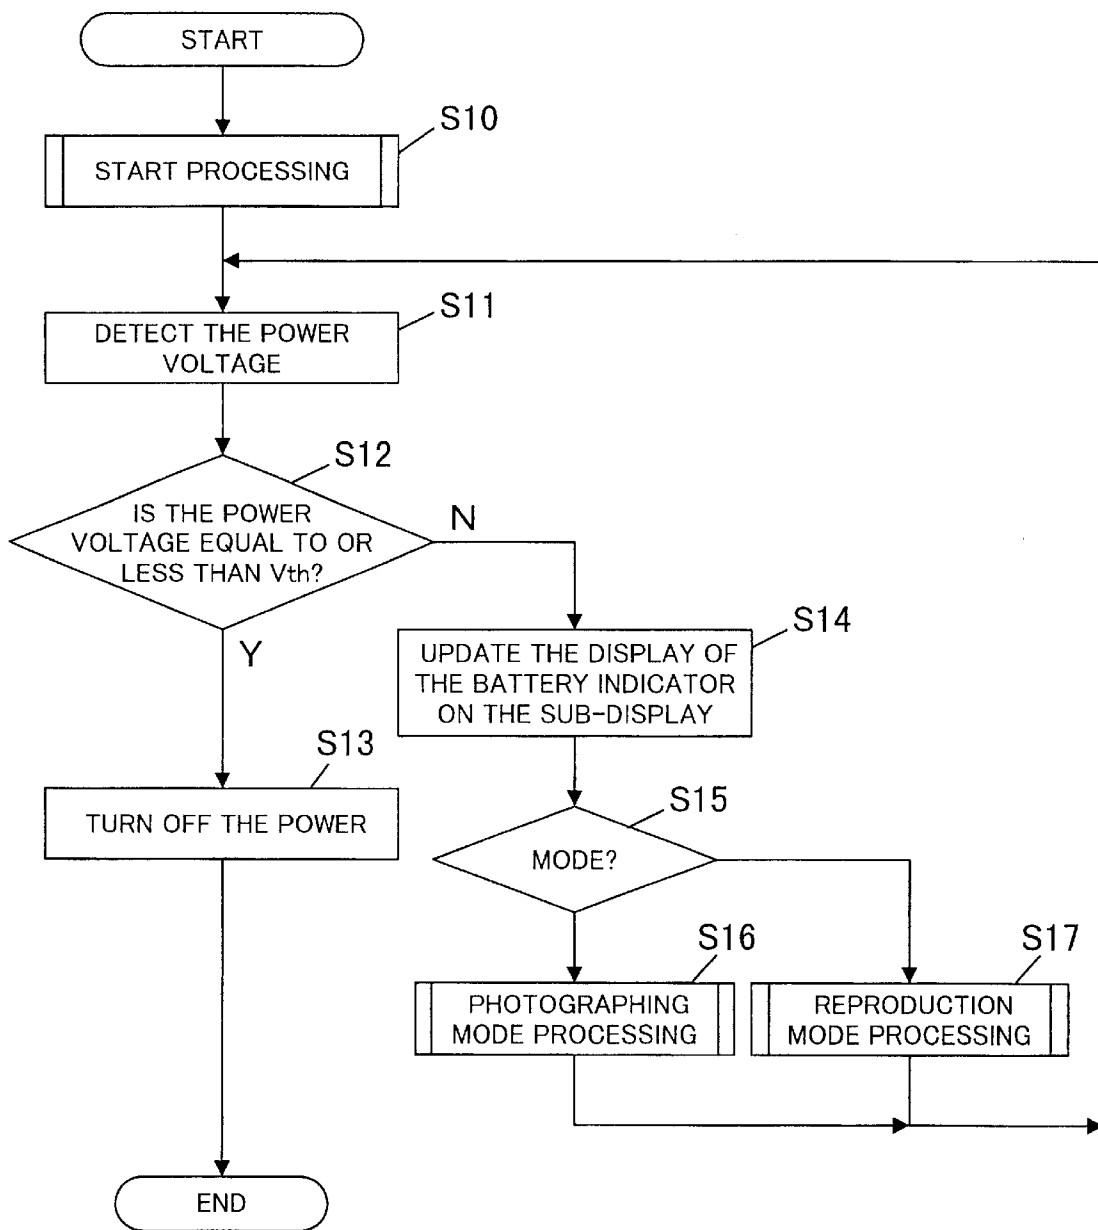 START
S10
START PROCESSING
S11
DETECT THE POWER
VOLTAGE
S12
IS THE POWER
VOLTAGE EQUAL TO OR
LESS THAN Vth?
N
Y
S14
UPDATE THE DISPLAY OF
THE BATTERY INDICATOR
ON THE SUB-DISPLAY
S13
TURN OFF THE POWER
S15
MODE?
S16
PHOTOGRAPHING
MODE PROCESSING
S17
REPRODUCTION
MODE PROCESSING
END